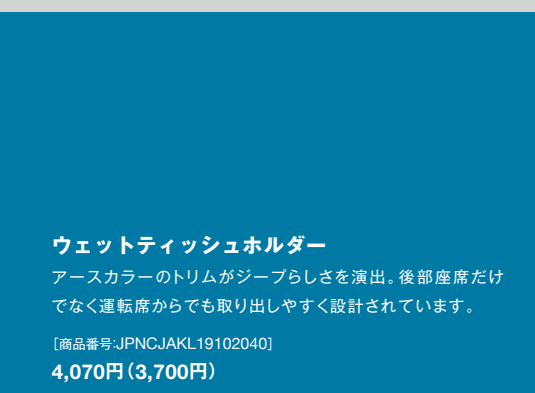 ウェットティッシュホルダー
アースカラーのトリムがジープらしさを演出。後部座席だけ
でなく運転席からでも取り出しやすく設計されています。
[商品番号:JPNCJAKL19102040]
4,070円（3,700円）